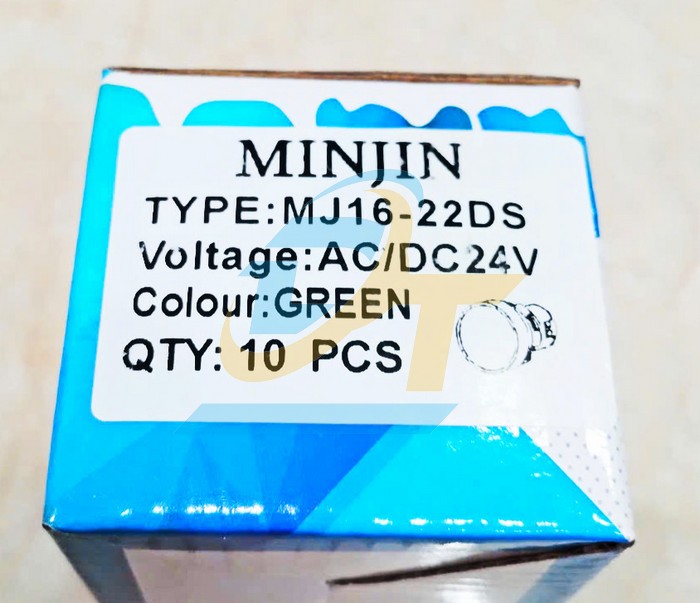 MINJIN
TYPE:MJ16-22DS
Voltage:AC/DC24V
Colour:GREEN
QTY: 10 PCS